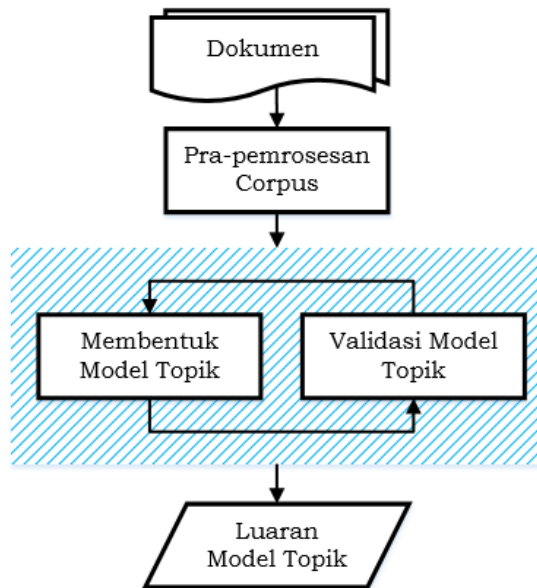 Dokumen
Pra-pemrosesan
Corpus
Membentuk
Model Topik
Validasi Model
Topik
Luaran
Model Topik